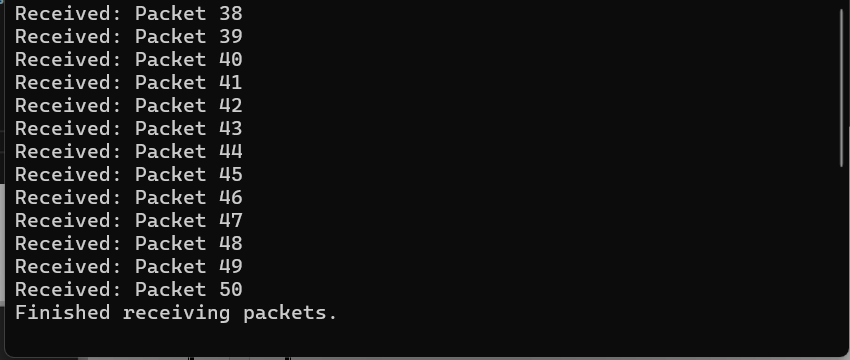 Received: Packet 38
Received: Packet 39
Received: Packet 40
Received: Packet 41
Received: Packet 42
Received: Packet 43
Received: Packet 44
Received: Packet 45
Received: Packet 46
Received: Packet 47
Received: Packet 48
Received: Packet 49
Received: Packet 50
Finished receiving packets.